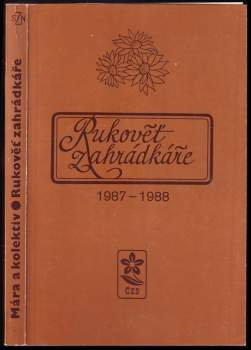 Mára a kolektiv ● Rukověť zahrádkáře
Rukověť
zahrádkáře
1987–1988
ČZS